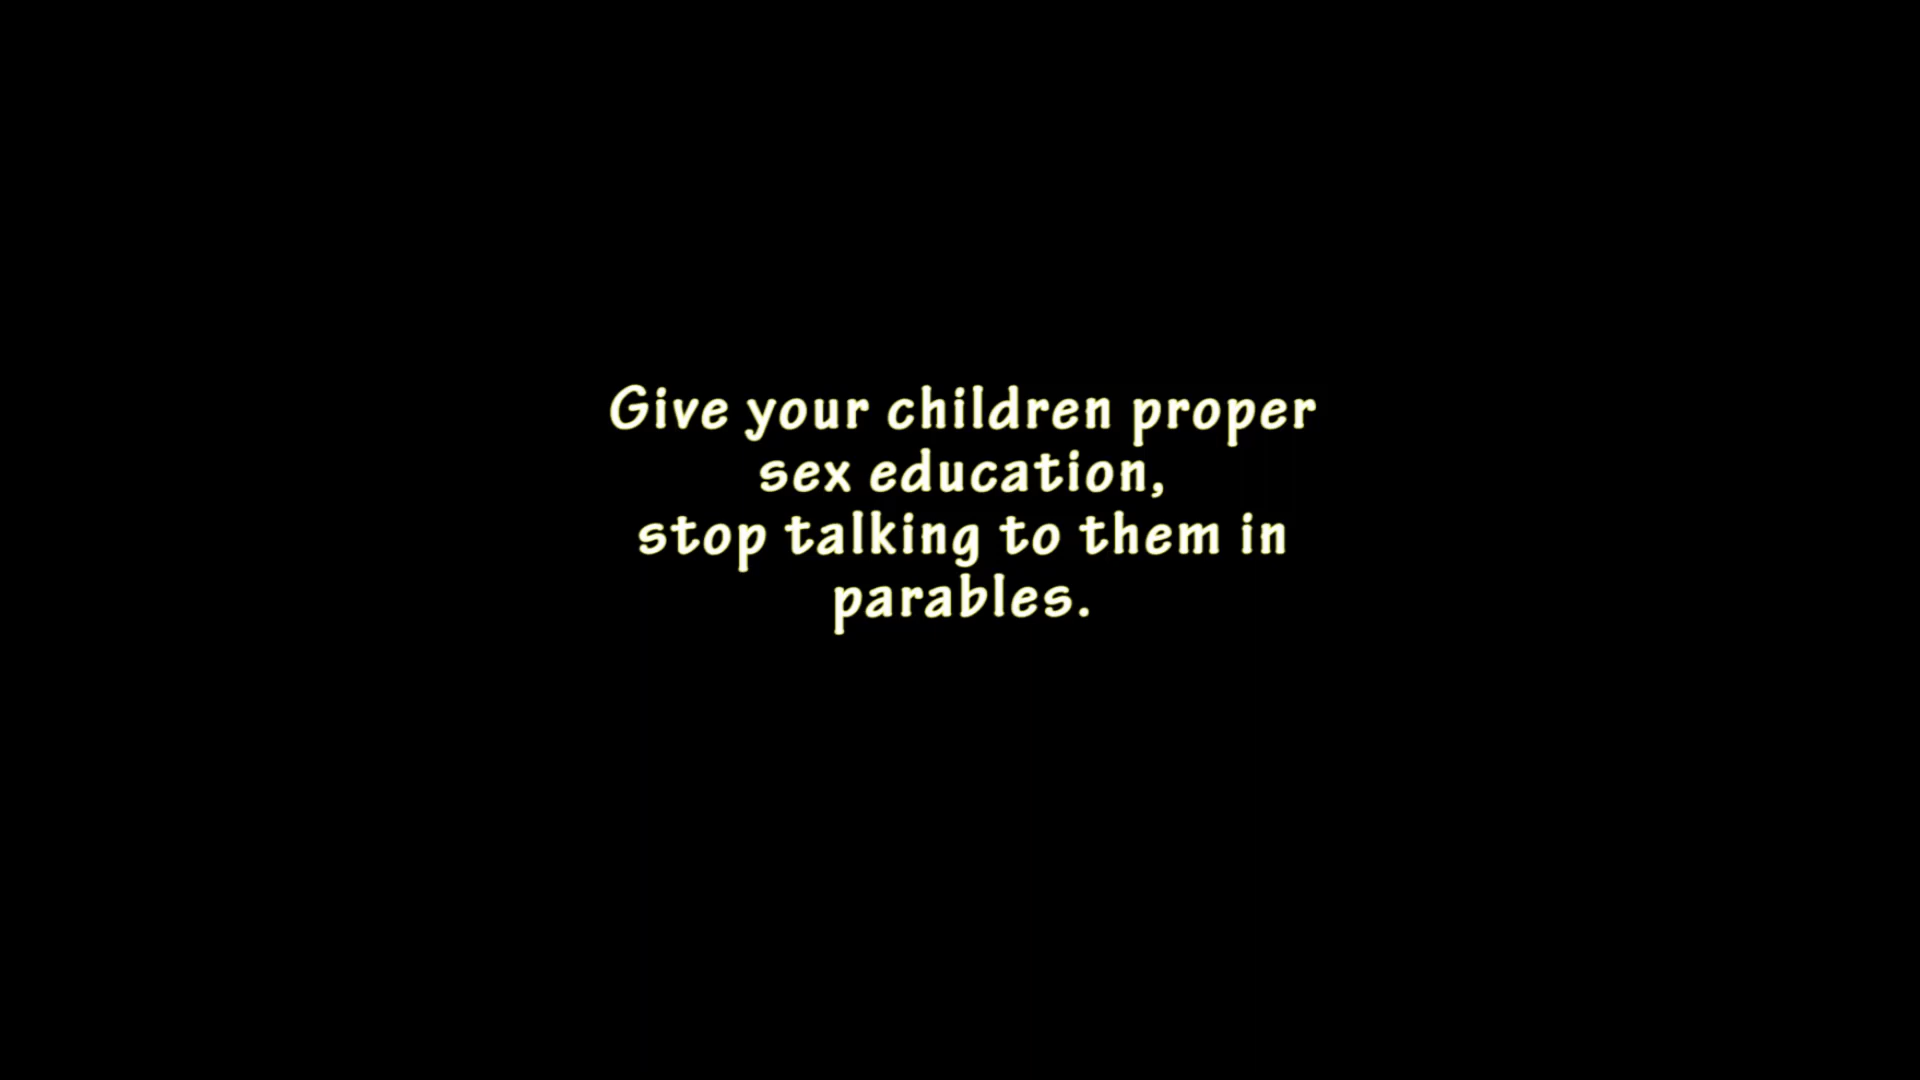 Give your children proper
sex education,
stop talking to them in
parables.